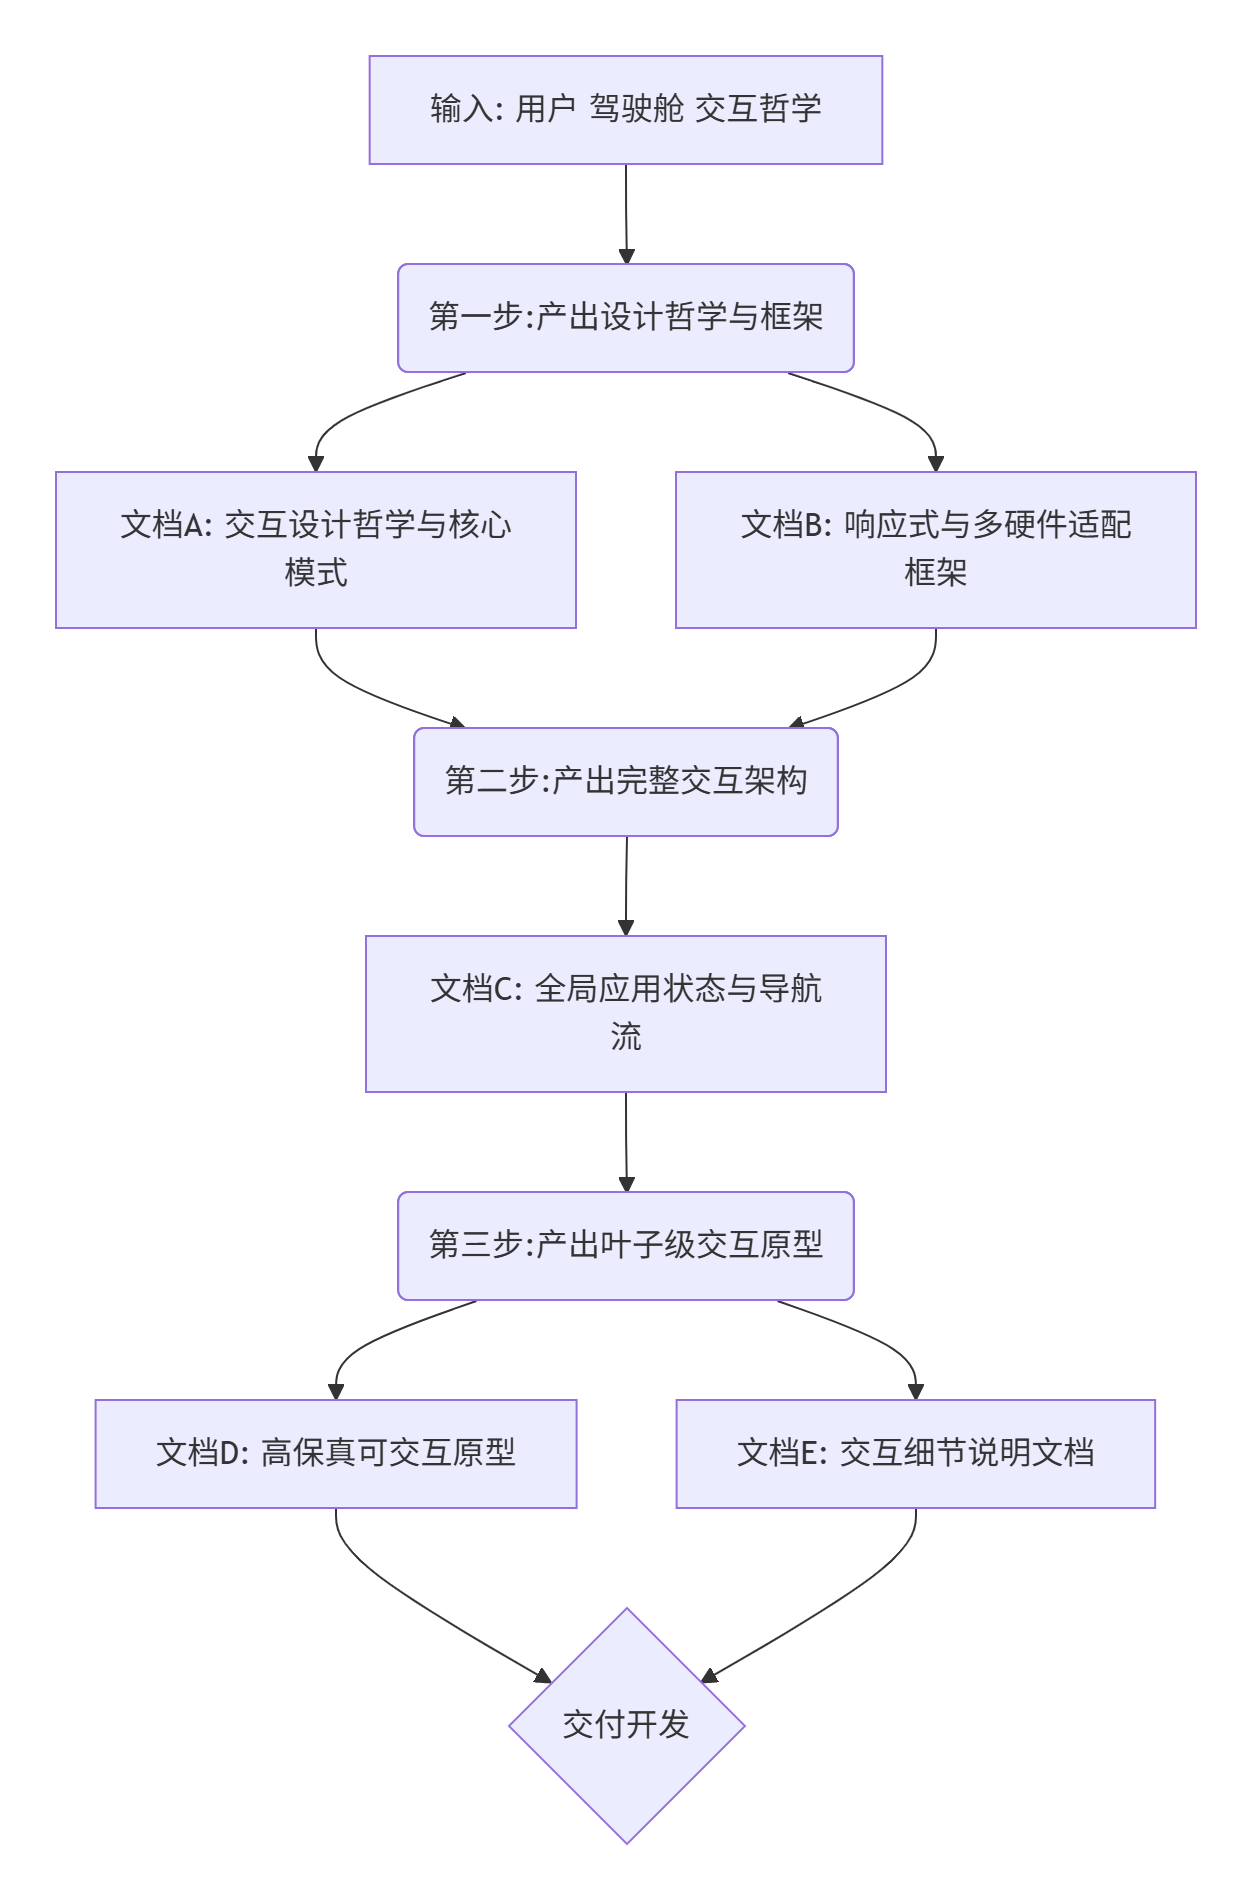 输入: 用户 驾驶舱 交互哲学
第一步:产出设计哲学与框架
文档A: 交互设计哲学与核心
模式
文档B: 响应式与多硬件适配
框架
第二步:产出完整交互架构
文档C: 全局应用状态与导航
流
第三步:产出叶子级交互原型
文档D: 高保真可交互原型
文档E: 交互细节说明文档
交付开发